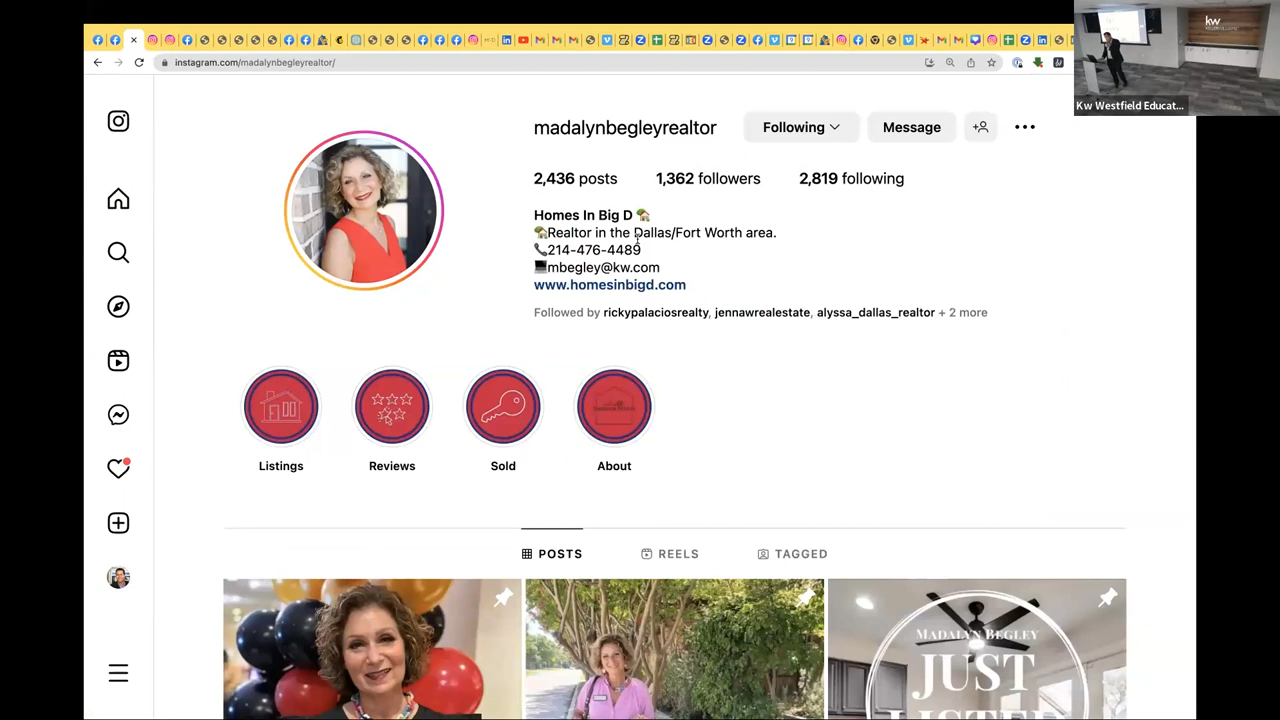 instagram.com/madalynbegleyrealtor/
kw
Kw Westfield Educat...
madalynbegleyrealtor
Following
Message
2,436 posts
1,362 followers
2,819 following
Homes In Big D 🏡
🏡Realtor in the Dallas/Fort Worth area.
📞214-476-4489
💻mbegley@kw.com
www.homesinbigd.com
Followed by rickypalaciosrealty, jennawrealestate, alyssa_dallas_realtor + 2 more
Listings
Reviews
Sold
About
POSTS
REELS
TAGGED
MADALYN BEGLEY
JUST
LISTED